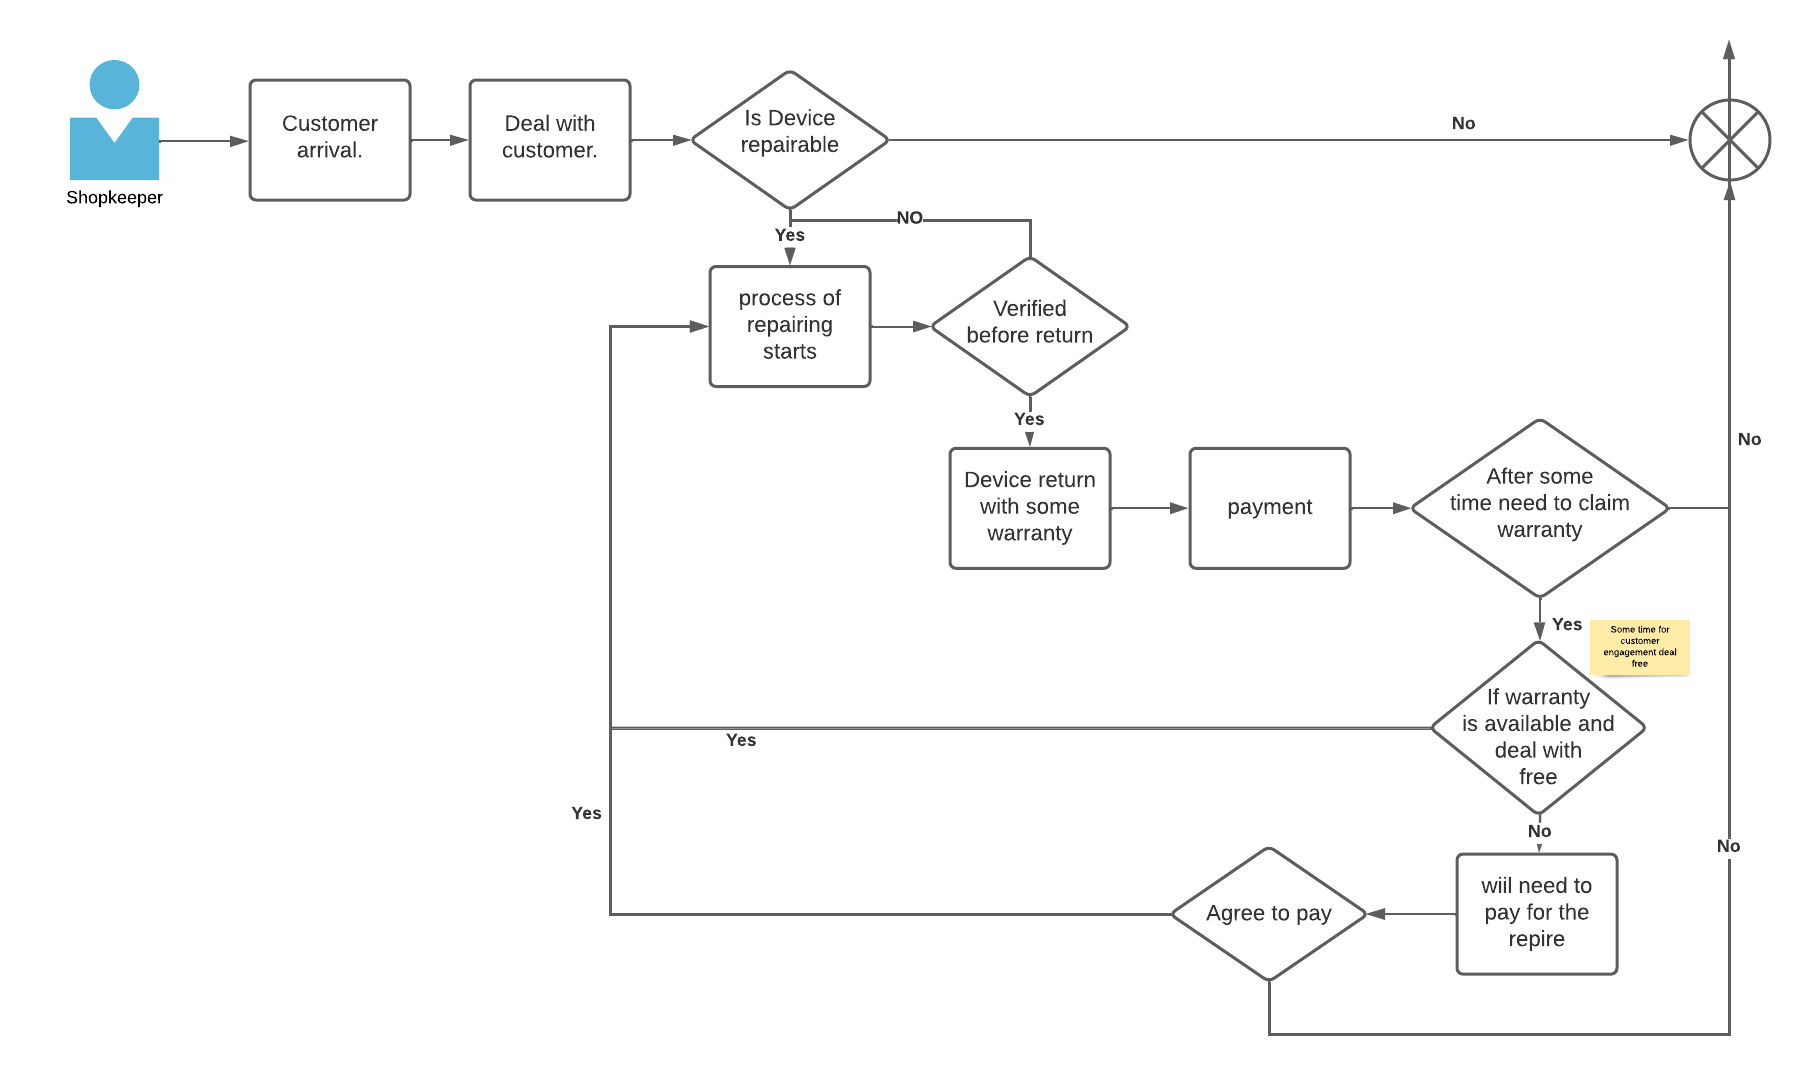 Shopkeeper
Customer
arrival.
Deal with
customer.
Is Device
repairable
No
Yes
NO
process of
repairing
starts
Verified
before return
Yes
Device return
with some
warranty
payment
After some
time need to claim
warranty
No
Yes
Some time for
customer
engagement deal
free
If warranty
is available and
deal with
free
Yes
Yes
No
wiil need to
pay for the
repire
Agree to pay
No